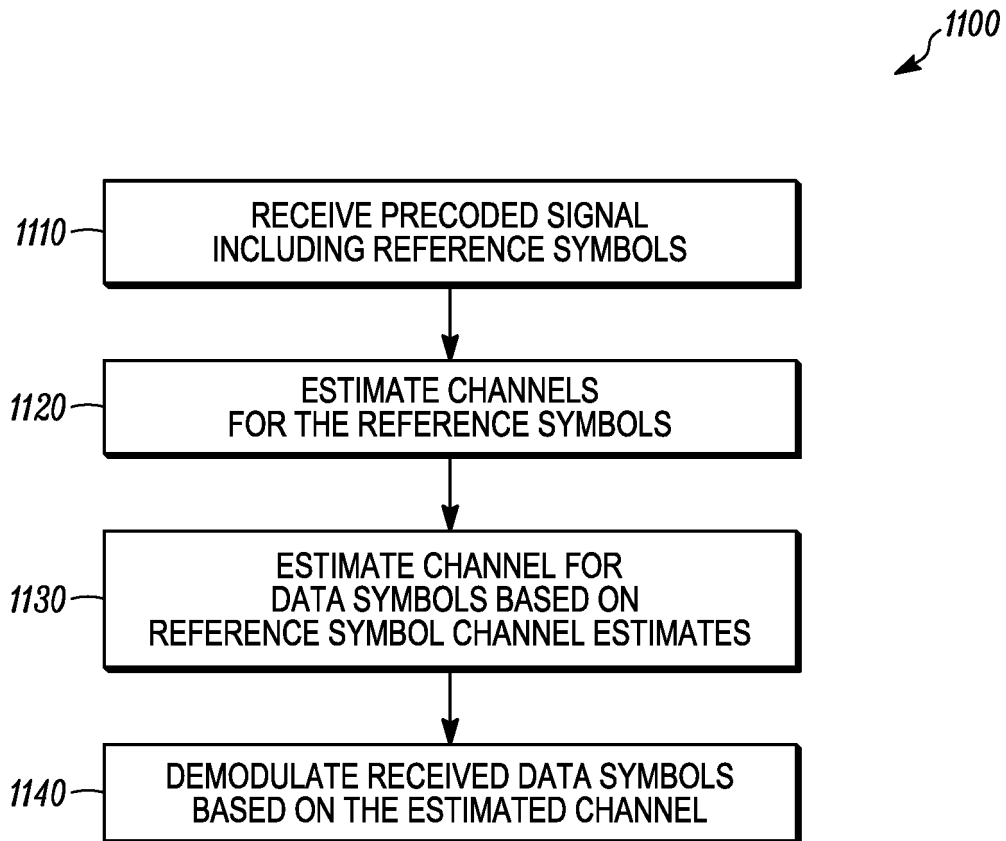 1100
1110
RECEIVE PRECODED SIGNAL
INCLUDING REFERENCE SYMBOLS
1120
ESTIMATE CHANNELS
FOR THE REFERENCE SYMBOLS
1130
ESTIMATE CHANNEL FOR
DATA SYMBOLS BASED ON
REFERENCE SYMBOL CHANNEL ESTIMATES
1140
DEMODULATE RECEIVED DATA SYMBOLS
BASED ON THE ESTIMATED CHANNEL